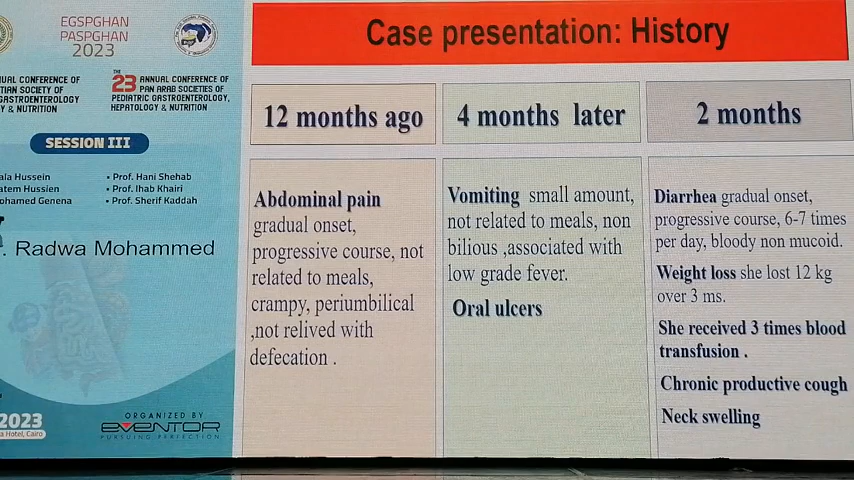 EGSPGHAN
PASPGHAN
2023
NUAL CONFERENCE OF
TIAN SOCIETY OF
GASTROENTEROLOGY
Y & NUTRITION
THE
23 ANNUAL CONFERENCE OF
PAN ARAB SOCIETIES OF
PEDIATRIC GASTROENTEROLOGY,
HEPATOLOGY & NUTRITION
SESSION III
ala Hussein
atem Hussien
ohamed Genena
• Prof. Hani Shehab
• Prof. Ihab Khairi
• Prof. Sherif Kaddah
. Radwa Mohammed
2023
a Hotel, Cairo
ORGANIZED BY
EVENTOR
PURSUING PERFECTION
Case presentation: History
12 months ago
Abdominal pain
gradual onset,
progressive course, not
related to meals,
crampy, periumbilical
,not relived with
defecation .
4 months later
Vomiting small amount,
not related to meals, non
bilious ,associated with
low grade fever.
Oral ulcers
2 months
Diarrhea gradual onset,
progressive course, 6-7 times
per day, bloody non mucoid.
Weight loss she lost 12 kg
over 3 ms.
She received 3 times blood
transfusion .
Chronic productive cough
Neck swelling